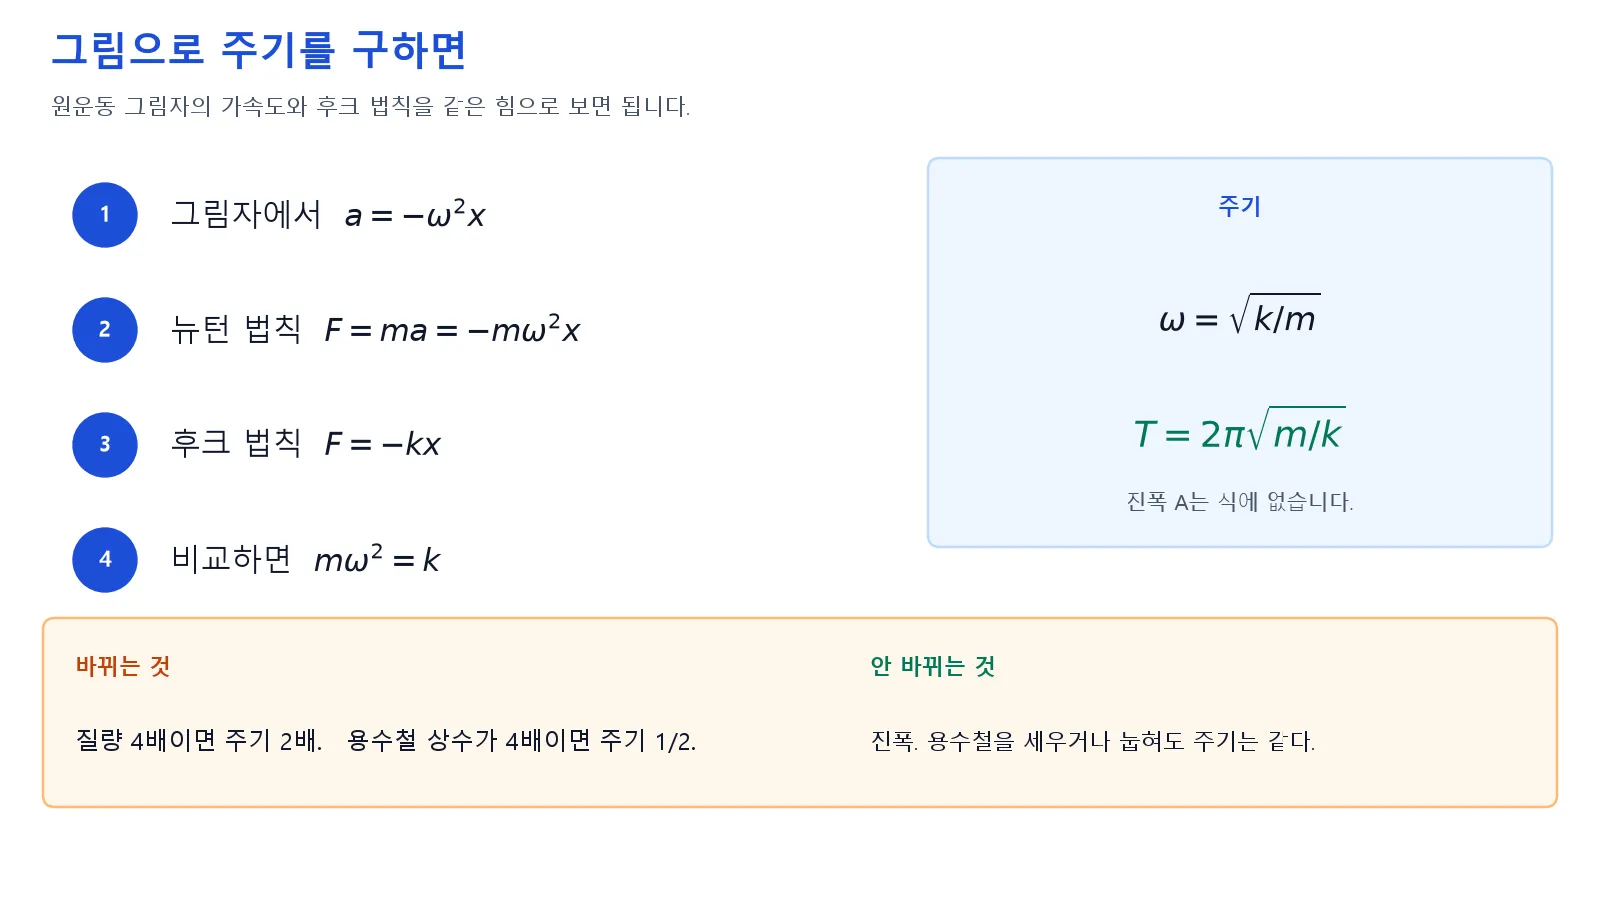 그림으로 주기를 구하면
원운동 그림자의 가속도와 후크 법칙을 같은 힘으로 보면 됩니다.
1 그림자에서 a = −ω²x
2 뉴턴 법칙 F = ma = −mω²x
3 후크 법칙 F = −kx
4 비교하면 mω² = k
주기
ω = √k/m
T = 2π√m/k
진폭 A는 식에 없습니다.
바뀌는 것
질량 4배이면 주기 2배. 용수철 상수가 4배이면 주기 1/2.
안 바뀌는 것
진폭. 용수철을 세우거나 눕혀도 주기는 같다.